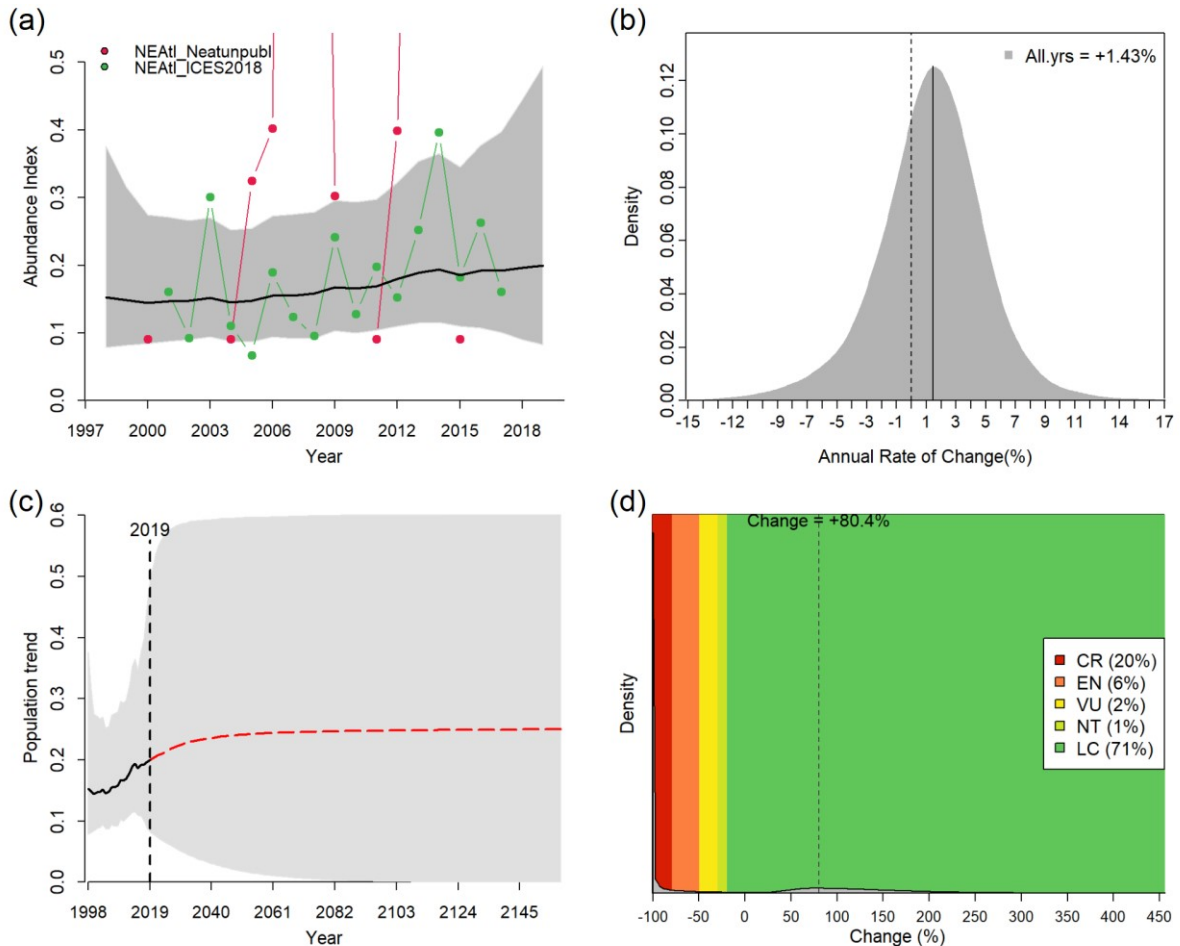 (a)
NEAtl_Neatunpubl
NEAtl_ICES2018
0.5
0.4
0.3
0.2
0.1
0.0
Abundance Index
1997 2000 2003 2006 2009 2012 2015 2018
Year
(b)
All.yrs = +1.43%
0.12
0.10
0.08
0.06
0.04
0.02
0.00
Density
-15 -12 -9 -7 -5 -3 -1 1 3 5 7 9 11 14 17
Annual Rate of Change(%)
(c)
2019
0.6
0.5
0.4
0.3
0.2
0.1
0.0
Population trend
1998 2019 2040 2061 2082 2103 2124 2145
Year
(d)
Change = +80.4%
Density
CR (20%)
EN (6%)
VU (2%)
NT (1%)
LC (71%)
-100 -50 0 50 100 150 200 250 300 350 400 450
Change (%)